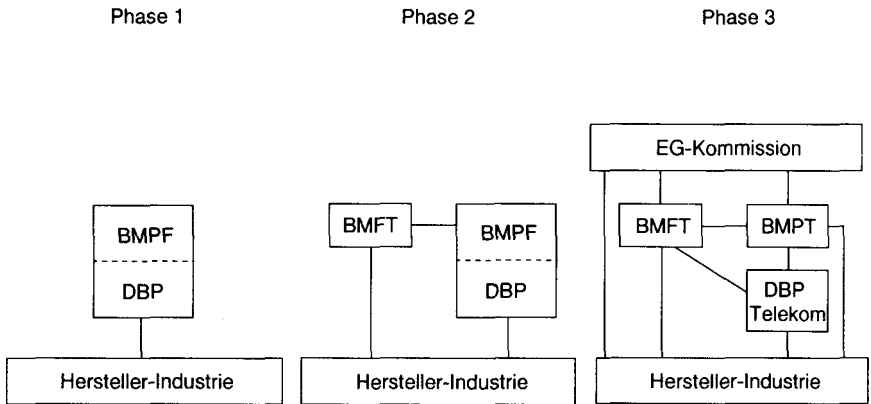 Phase 1
Phase 2
Phase 3
EG-Kommission
BMPF
DBP
BMFT
BMPF
DBP
BMFT
BMPT
DBP
Telekom
Hersteller-Industrie
Hersteller-Industrie
Hersteller-Industrie